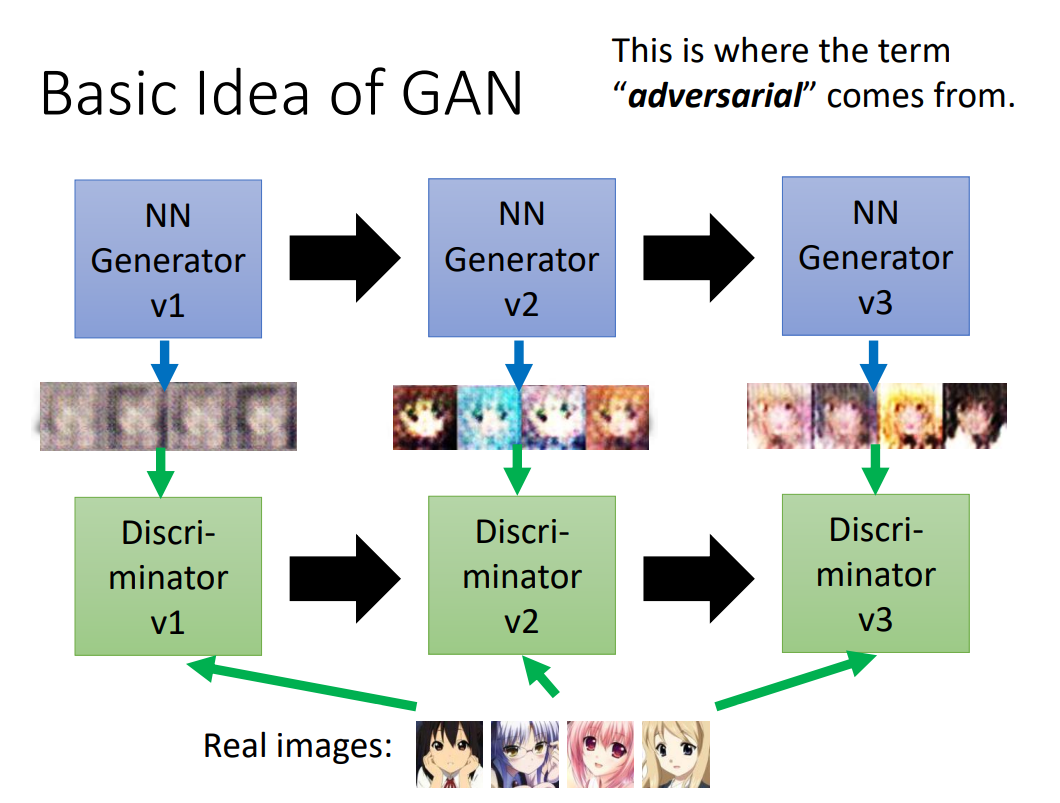 Basic Idea of GAN
This is where the term
“adversarial” comes from.
NN
Generator
v1
NN
Generator
v2
NN
Generator
v3
Discri-
minator
v1
Discri-
minator
v2
Discri-
minator
v3
Real images: